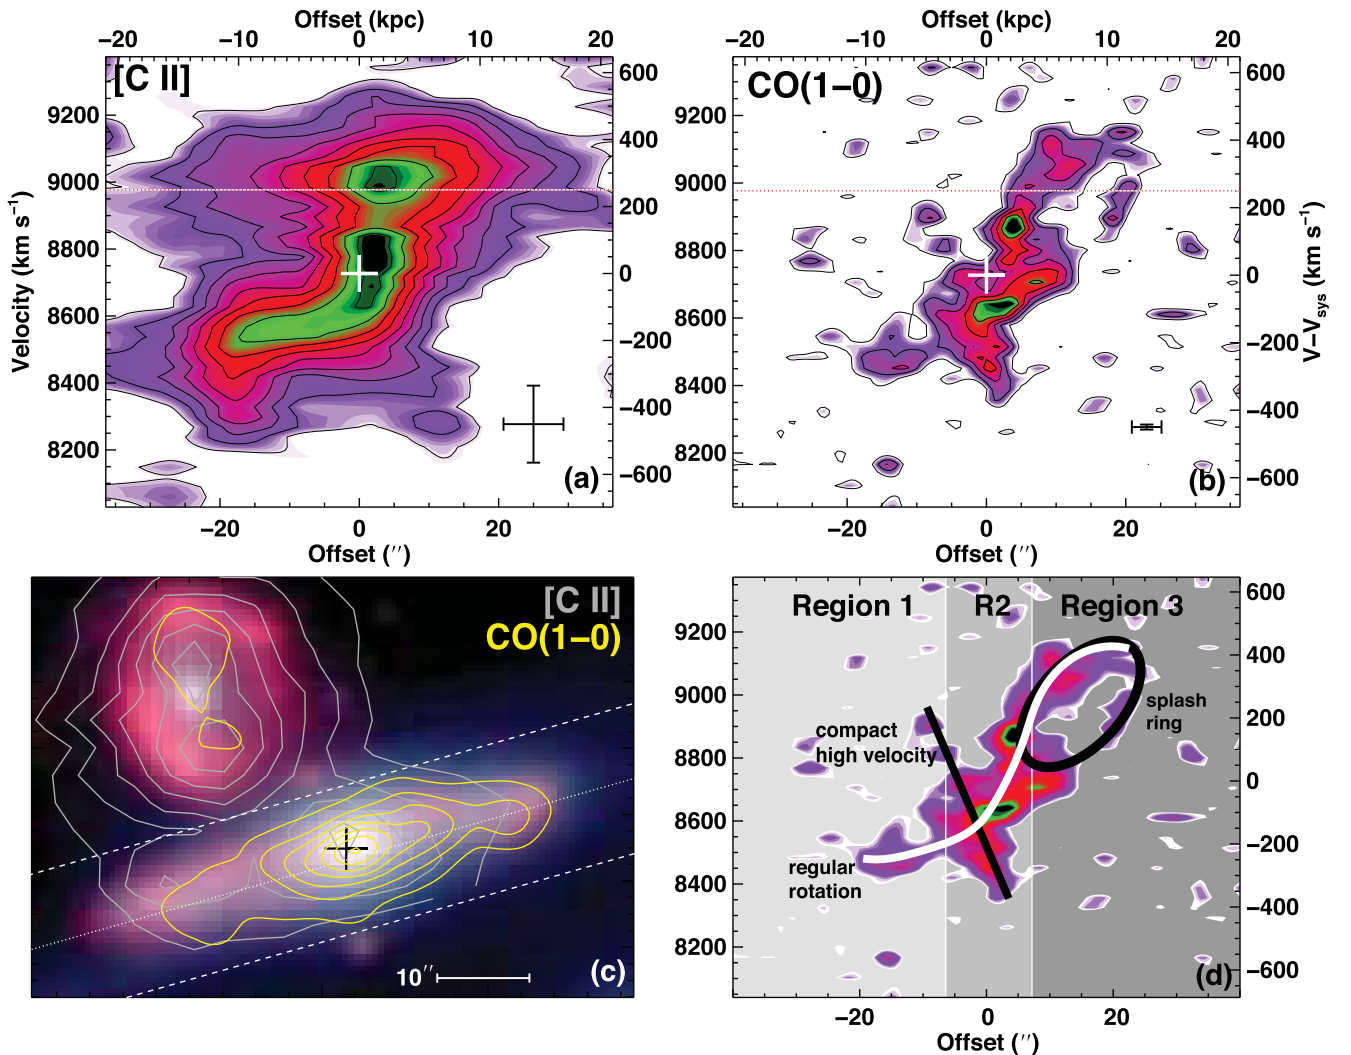 Offset (kpc)
−20 −10 0 10 20
[C II]
9200
9000
8800
8600
8400
8200
Velocity (km s−1)
600
400
200
0
−200
−400
−600
(a)
−20 0 20
Offset (′′)
Offset (kpc)
−20 −10 0 10 20
CO(1−0)
9200
9000
8800
8600
8400
8200
600
400
200
0
−200
−400
−600
V−Vsys (km s−1)
(b)
−20 0 20
Offset (′′)
[C II]
CO(1−0)
10′′
(c)
Region 1 R2 Region 3
9200
9000
8800
8600
8400
8200
600
400
200
0
−200
−400
−600
compact
high velocity
splash
ring
regular
rotation
(d)
−20 0 20
Offset (′′)